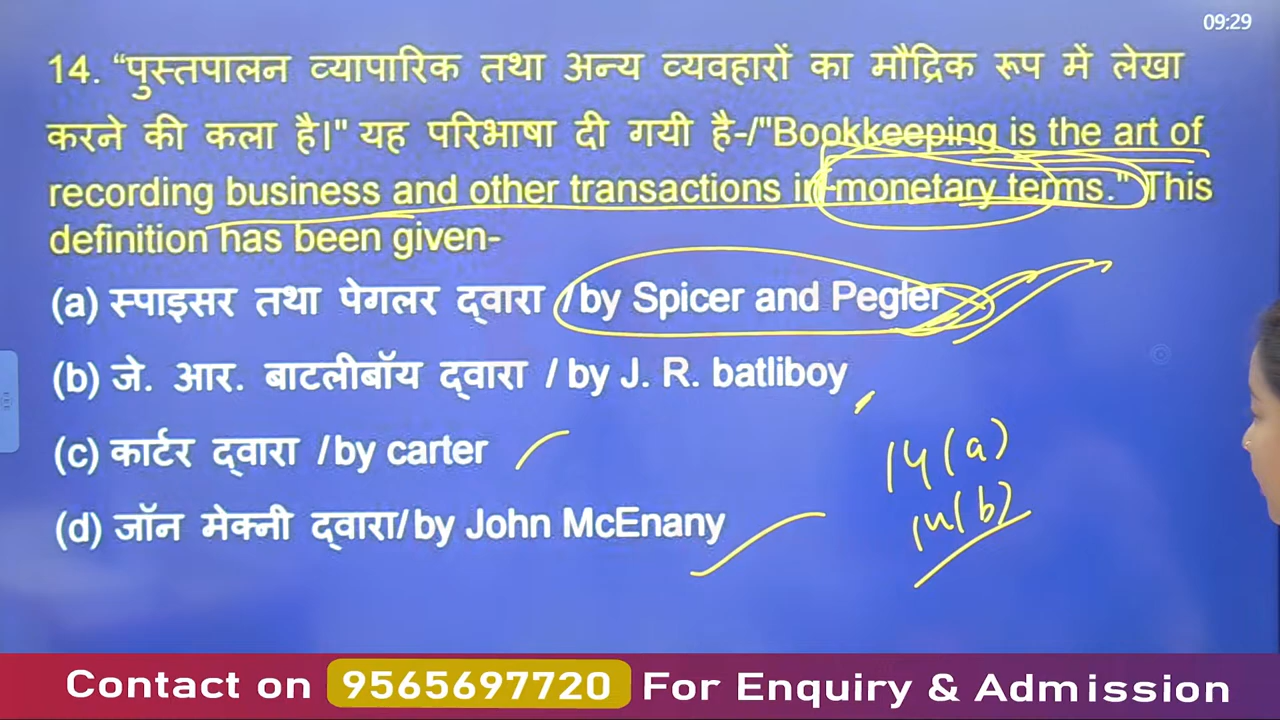 09:29
14. “पुस्तपालन व्यापारिक तथा अन्य व्यवहारों का मौद्रिक रूप में लेखा
करने की कला है।" यह परिभाषा दी गयी है-/"Bookkeeping is the art of
recording business and other transactions in monetary terms." This
definition has been given-
(a) स्पाइसर तथा पेगलर द्वारा /by Spicer and Pegler
(b) जे. आर. बाटलीबॉय द्वारा / by J. R. batliboy
(c) कार्टर द्वारा /by carter
(d) जॉन मेक्नी द्वारा/ by John McEnany
14(a)
14(b)
Contact on 9565697720 For Enquiry & Admission